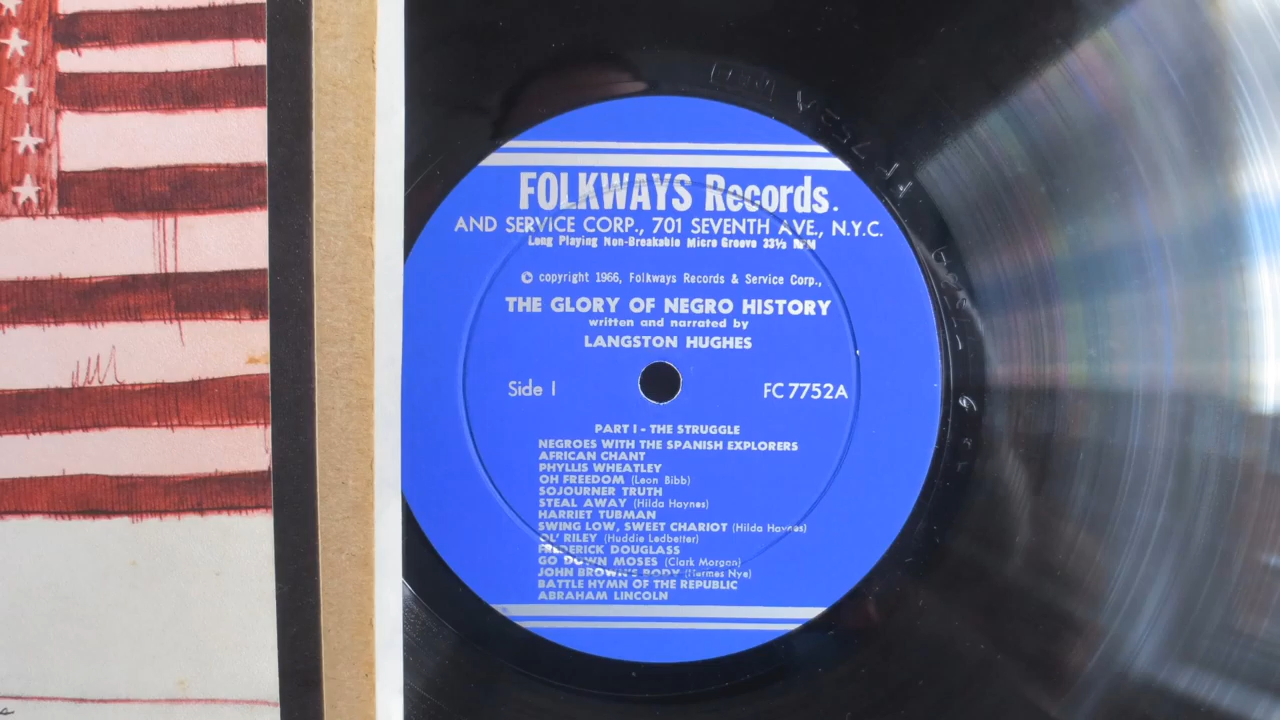 FOLKWAYS Records.
AND SERVICE CORP., 701 SEVENTH AVE., N.Y.C.
Long Playing Non-Breakable Micro Groove 33⅓ RPM
℗ copyright 1966, Folkways Records & Service Corp.,
THE GLORY OF NEGRO HISTORY
written and narrated by
LANGSTON HUGHES
Side I
FC 7752A
PART I - THE STRUGGLE
NEGROES WITH THE SPANISH EXPLORERS
AFRICAN CHANT
PHYLLIS WHEATLEY
OH FREEDOM (Leon Bibb)
SOJOURNER TRUTH
STEAL AWAY (Hilda Haynes)
HARRIET TUBMAN
SWING LOW, SWEET CHARIOT (Hilda Haynes)
OL' RILEY (Huddie Ledbetter)
FREDERICK DOUGLASS
GO DOWN MOSES (Clark Morgan)
JOHN BROWN'S BODY (Hermes Nye)
BATTLE HYMN OF THE REPUBLIC
ABRAHAM LINCOLN